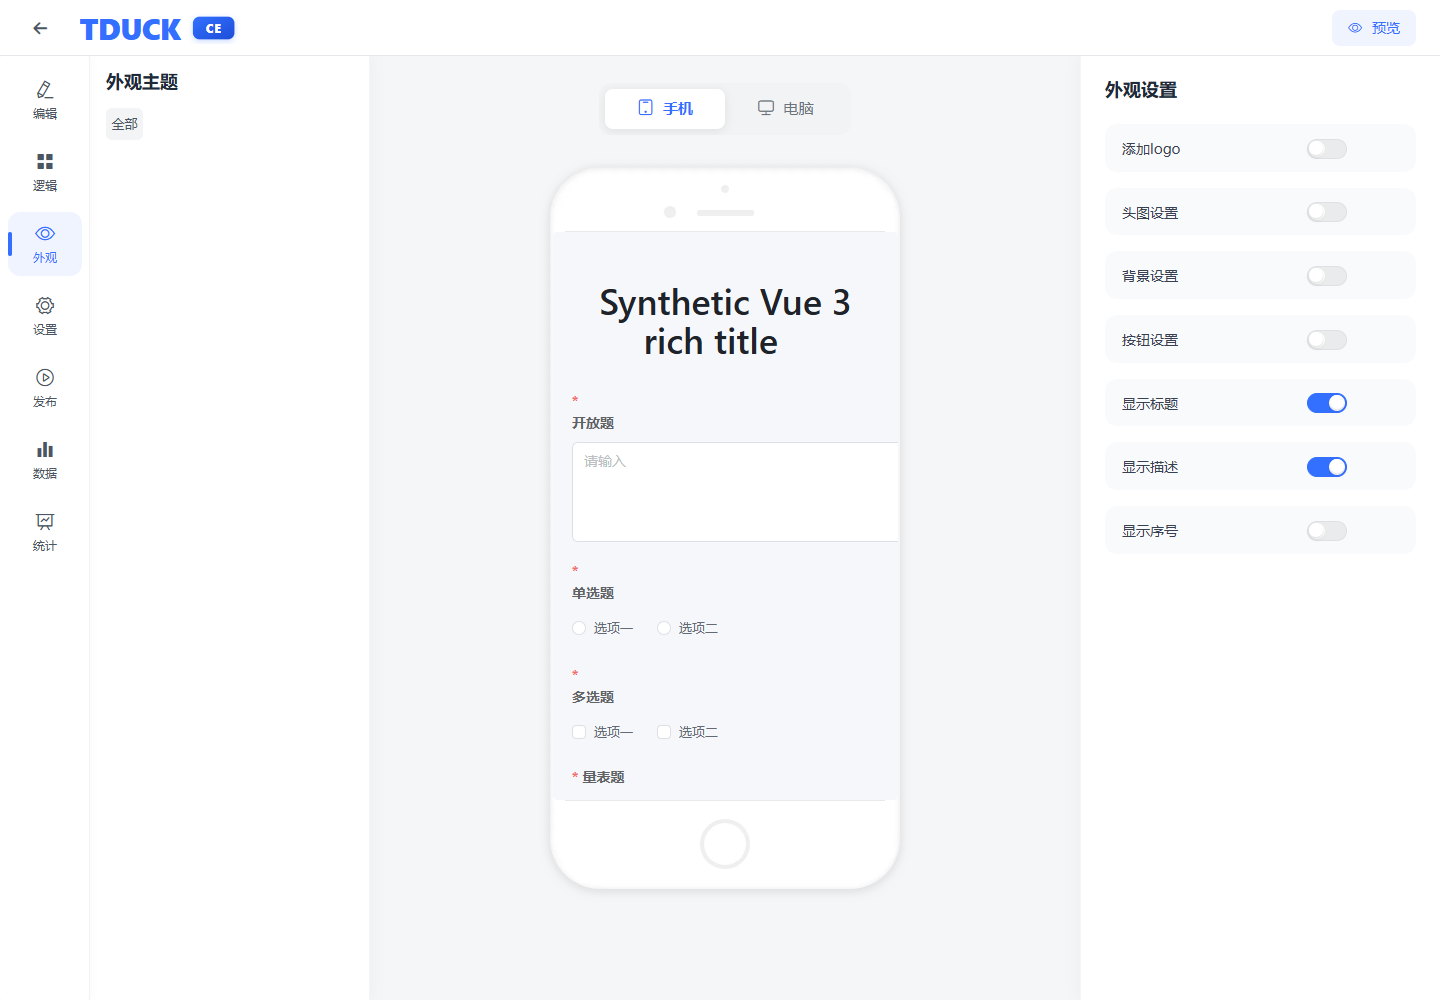 TDUCK CE
预览
编辑
逻辑
外观
设置
发布
数据
统计
外观主题
全部
手机
电脑
Synthetic Vue 3
rich title
*
开放题
请输入
*
单选题
选项一 选项二
*
多选题
选项一 选项二
* 量表题
外观设置
添加logo
头图设置
背景设置
按钮设置
显示标题
显示描述
显示序号